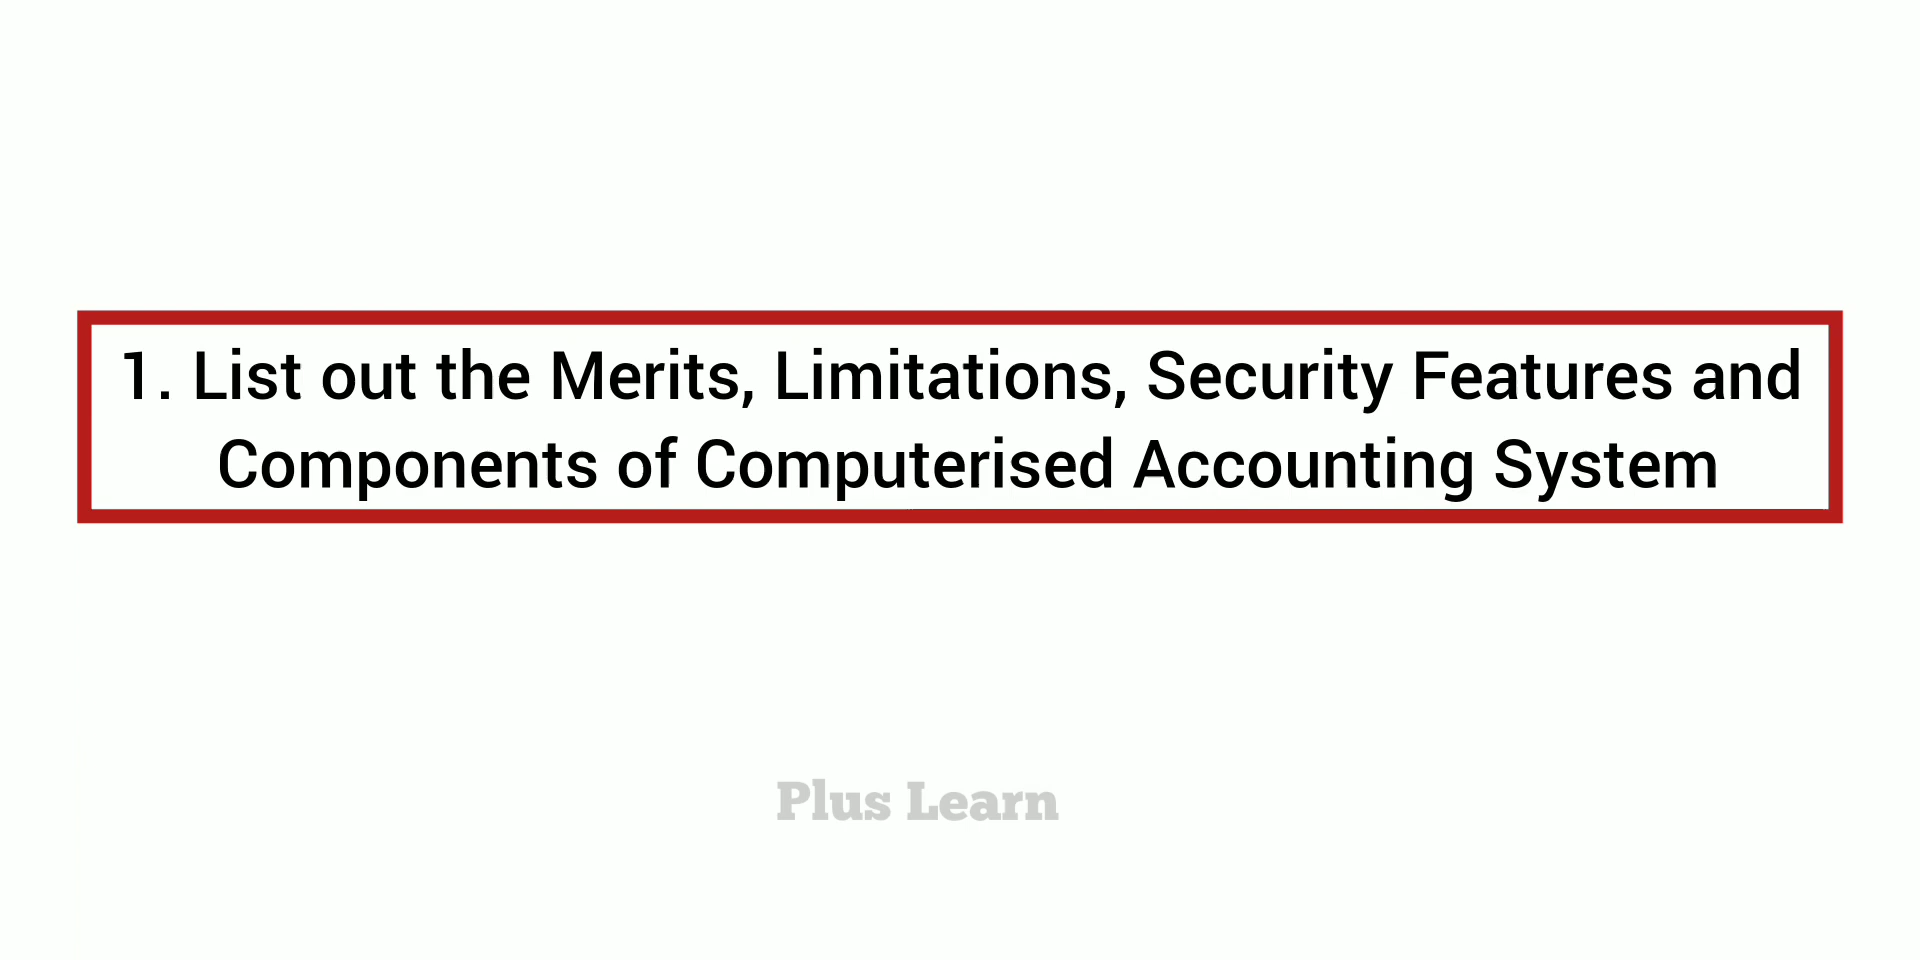 1. List out the Merits, Limitations, Security Features and
Components of Computerised Accounting System
Plus Learn